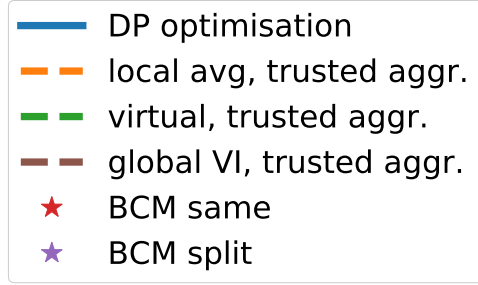 DP optimisation
local avg, trusted aggr.
virtual, trusted aggr.
global VI, trusted aggr.
BCM same
BCM split